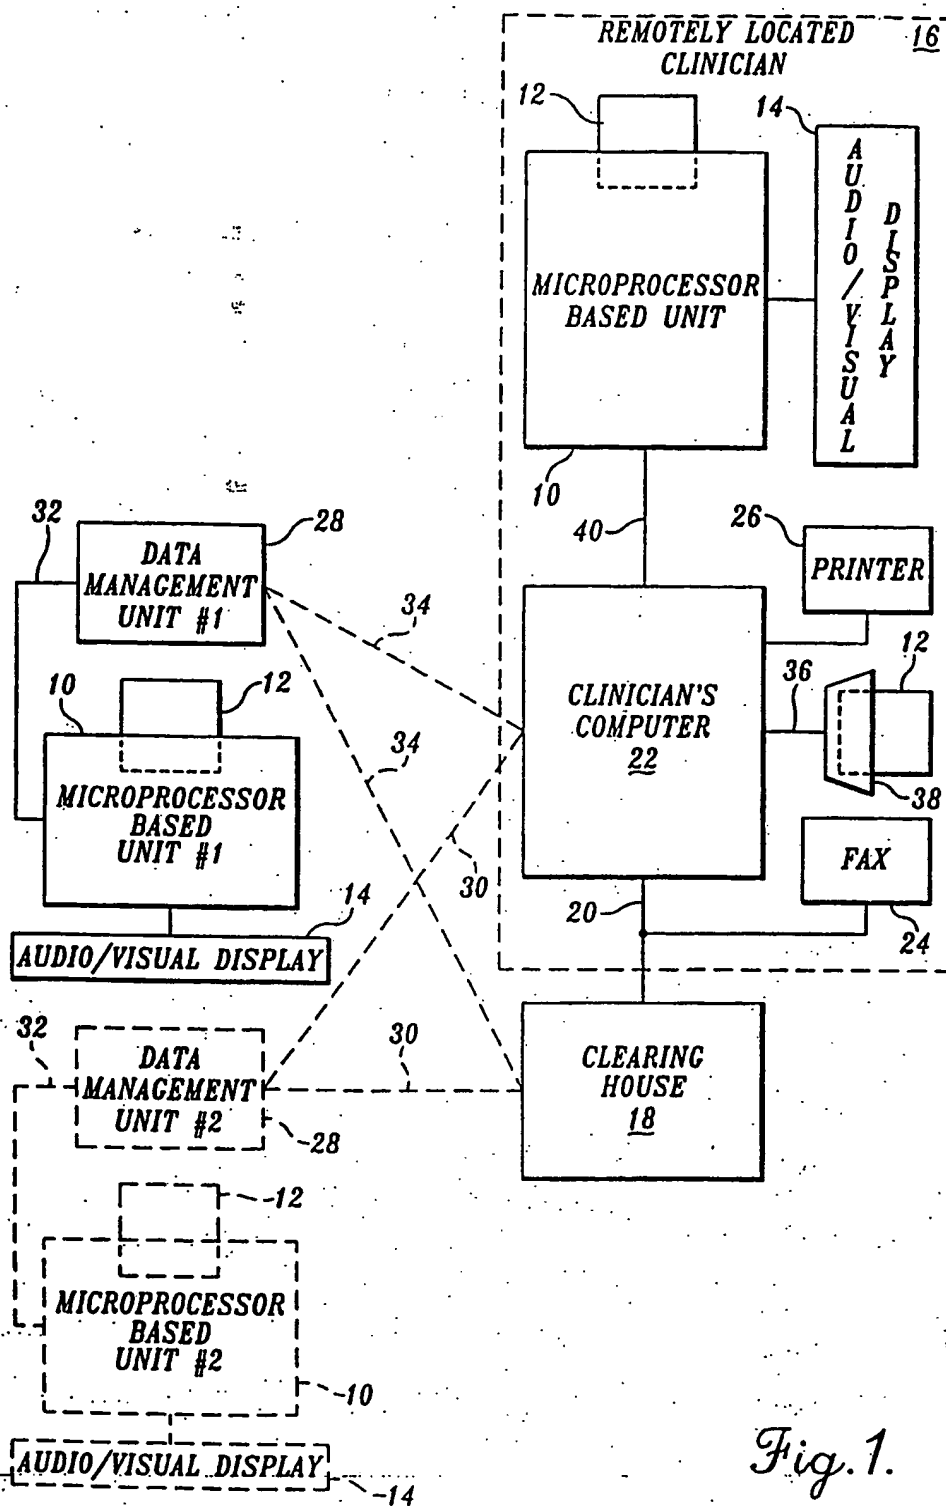 REMOTELY LOCATED
CLINICIAN
16
12
14
MICROPROCESSOR
BASED UNIT
AUDIO/VISUAL
DISPLAY
10
40
32
28
DATA
MANAGEMENT
UNIT #1
26
PRINTER
34
10
12
34
CLINICIAN'S
COMPUTER
22
36
12
38
MICROPROCESSOR
BASED
UNIT #1
30
FAX
14
20
24
AUDIO/VISUAL DISPLAY
32
DATA
MANAGEMENT
UNIT #2
30
28
CLEARING
HOUSE
18
12
MICROPROCESSOR
BASED
UNIT #2
10
AUDIO/VISUAL DISPLAY
14
Fig. 1.